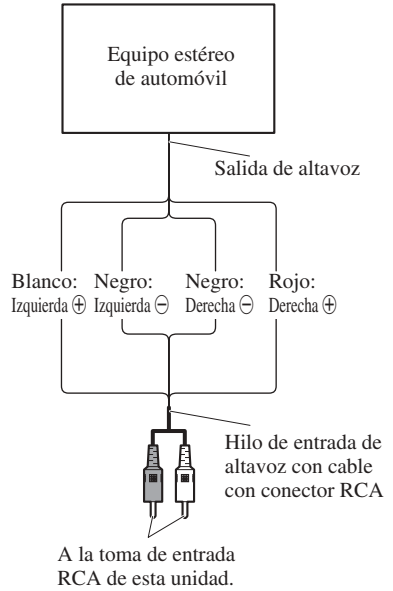 Equipo estéreo
de automóvil
Salida de altavoz
Blanco: Negro: Negro: Rojo:
Izquierda ⊕ Izquierda ⊖ Derecha ⊖ Derecha ⊕
Hilo de entrada de
altavoz con cable
con conector RCA
A la toma de entrada
RCA de esta unidad.